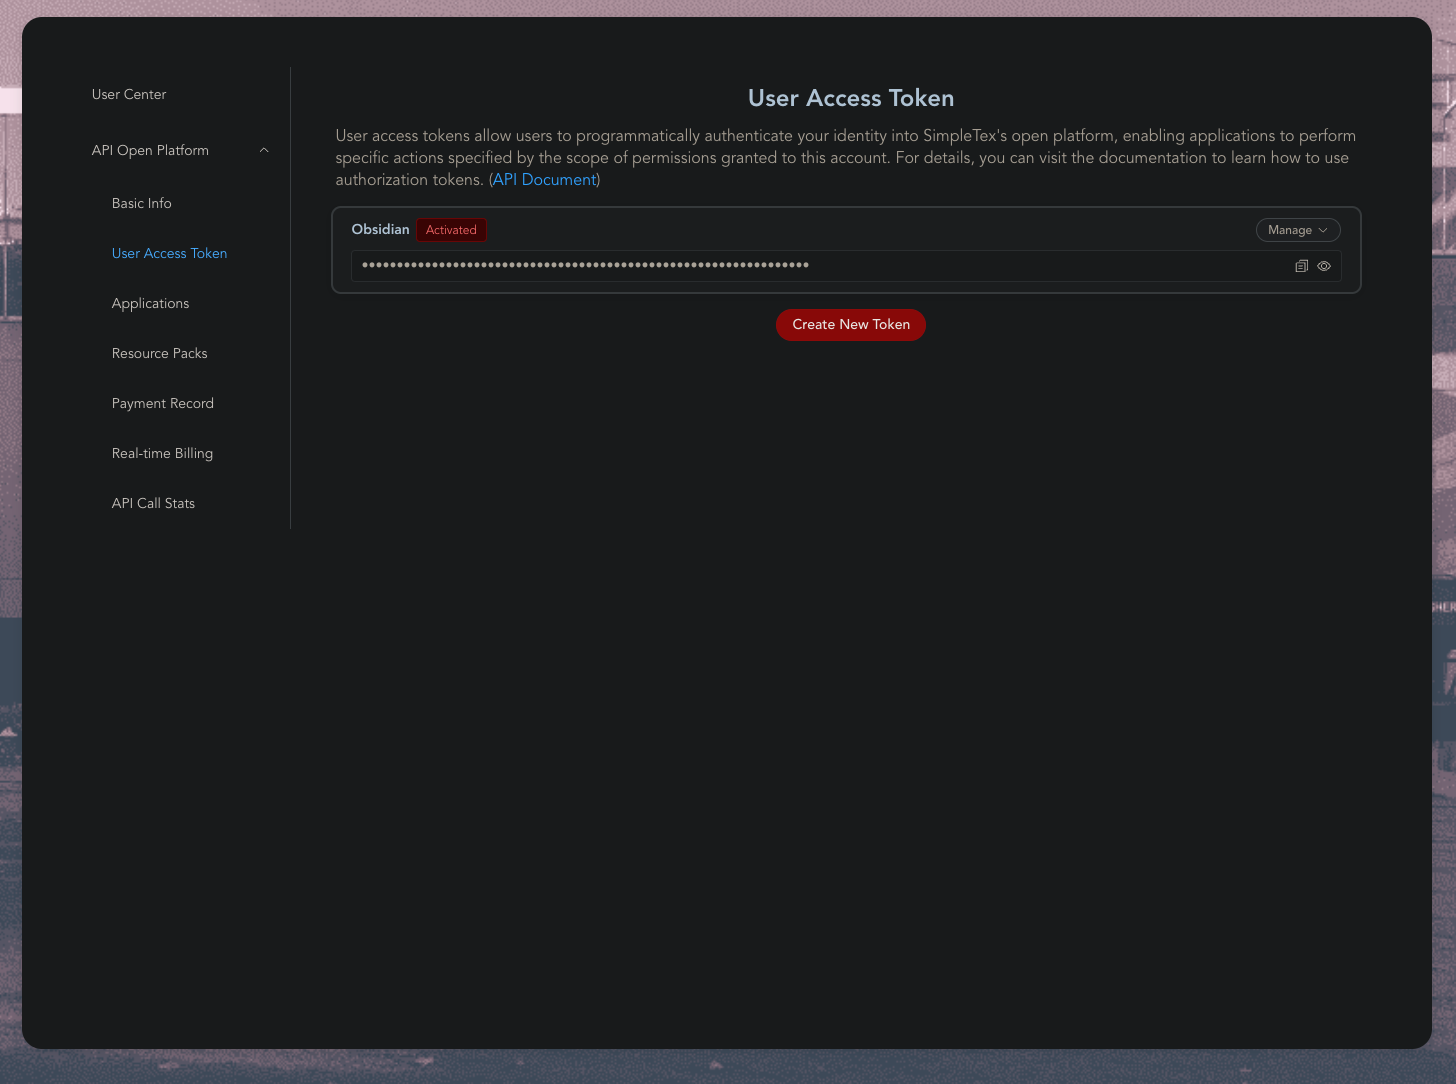 User Center
API Open Platform
Basic Info
User Access Token
Applications
Resource Packs
Payment Record
Real-time Billing
API Call Stats
User Access Token
User access tokens allow users to programmatically authenticate your identity into SimpleTex's open platform, enabling applications to perform
specific actions specified by the scope of permissions granted to this account. For details, you can visit the documentation to learn how to use
authorization tokens. (API Document)
Obsidian Activated Manage
••••••••••••••••••••••••••••••••••••••••••••••••••••••••••••••••
Create New Token